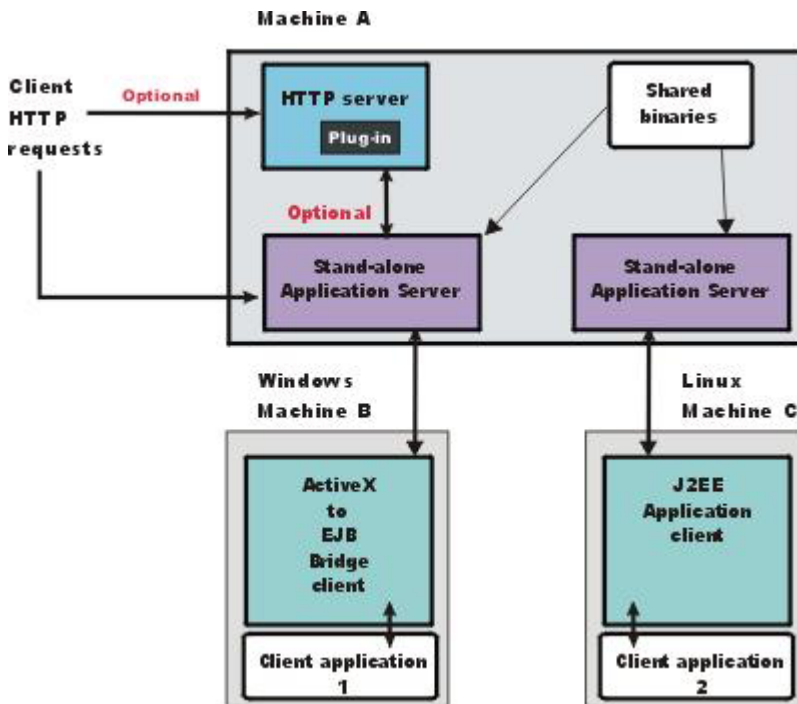 Machine A
Client
HTTP
requests
Optional
HTTP server
Plug-in
Shared
binaries
Optional
Stand-alone
Application Server
Stand-alone
Application Server
Windows
Machine B
Linux
Machine C
ActiveX
to
EJB
Bridge
client
J2EE
Application
client
Client application
1
Client application
2